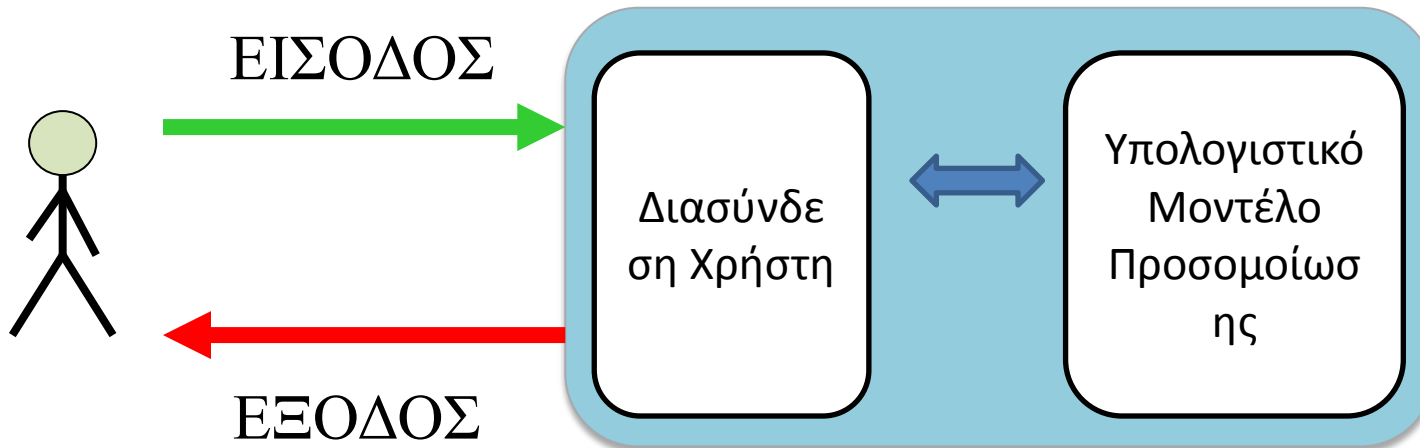 ΕΙΣΟΔΟΣ
Διασύνδε
ση Χρήστη
Υπολογιστικό
Μοντέλο
Προσομοίωσ
ης
ΕΞΟΔΟΣ